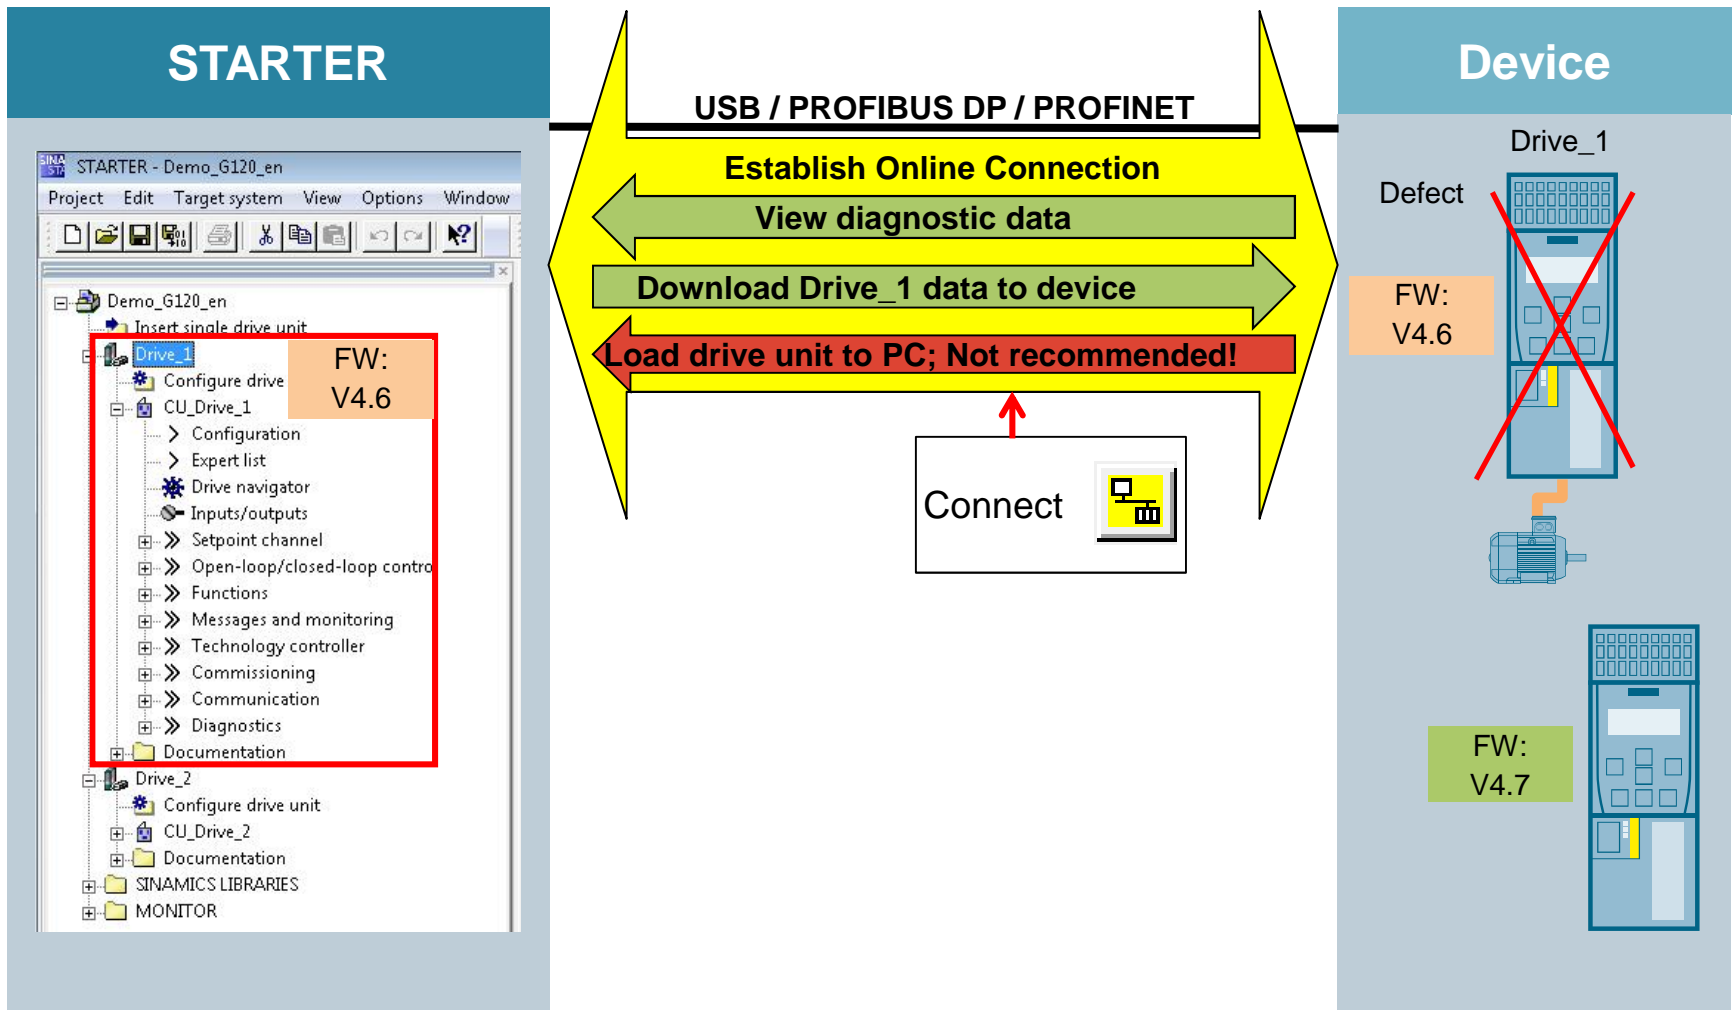 STARTER
STARTER - Demo_G120_en
Project Edit Target system View Options Window
Demo_G120_en
Insert single drive unit
Drive_1
Configure drive
CU_Drive_1
Configuration
Expert list
Drive navigator
Inputs/outputs
Setpoint channel
Open-loop/closed-loop contro
Functions
Messages and monitoring
Technology controller
Commissioning
Communication
Diagnostics
Documentation
Drive_2
Configure drive unit
CU_Drive_2
Documentation
SINAMICS LIBRARIES
MONITOR
FW:
V4.6
USB / PROFIBUS DP / PROFINET
Establish Online Connection
View diagnostic data
Download Drive_1 data to device
Load drive unit to PC; Not recommended!
Connect
Device
Drive_1
Defect
FW:
V4.6
FW:
V4.7